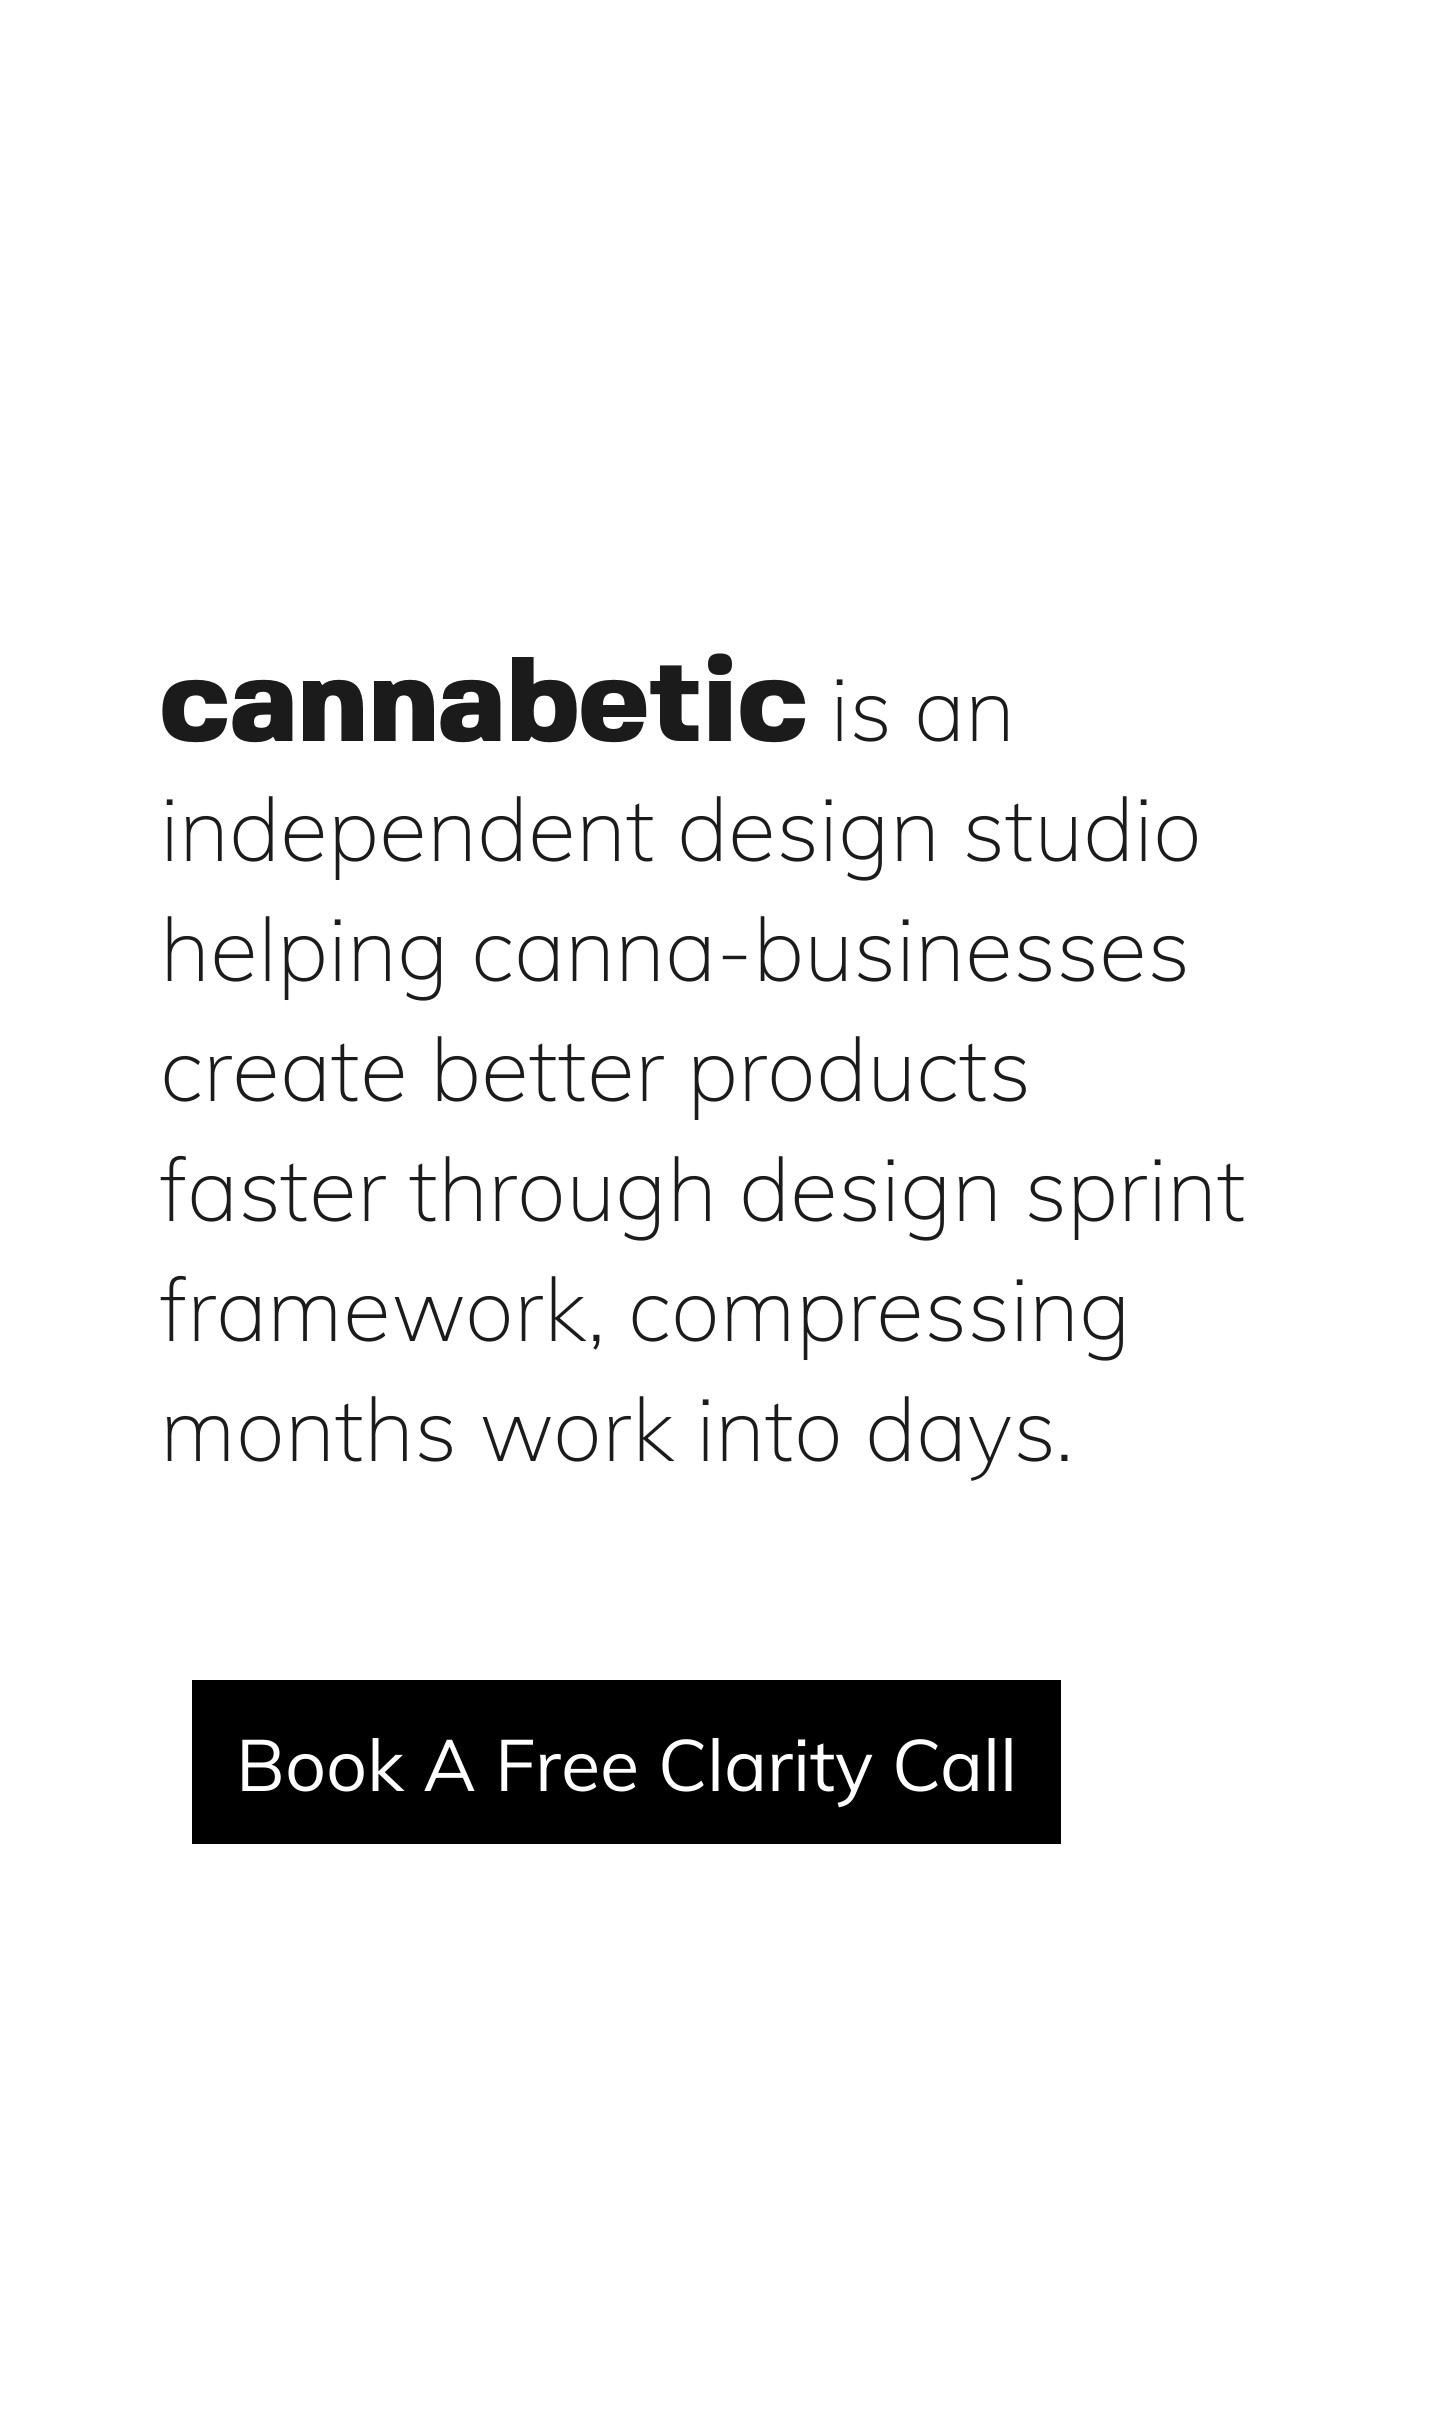 cannabetic is an
independent design studio
helping canna-businesses
create better products
faster through design sprint
framework, compressing
months work into days.
Book A Free Clarity Call